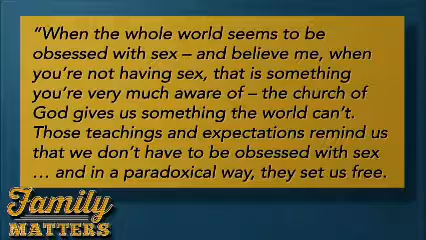 “When the whole world seems to be
obsessed with sex – and believe me, when
you’re not having sex, that is something
you’re very much aware of – the church of
God gives us something the world can’t.
Those teachings and expectations remind us
that we don’t have to be obsessed with sex
… and in a paradoxical way, they set us free.
Family
MATTERS